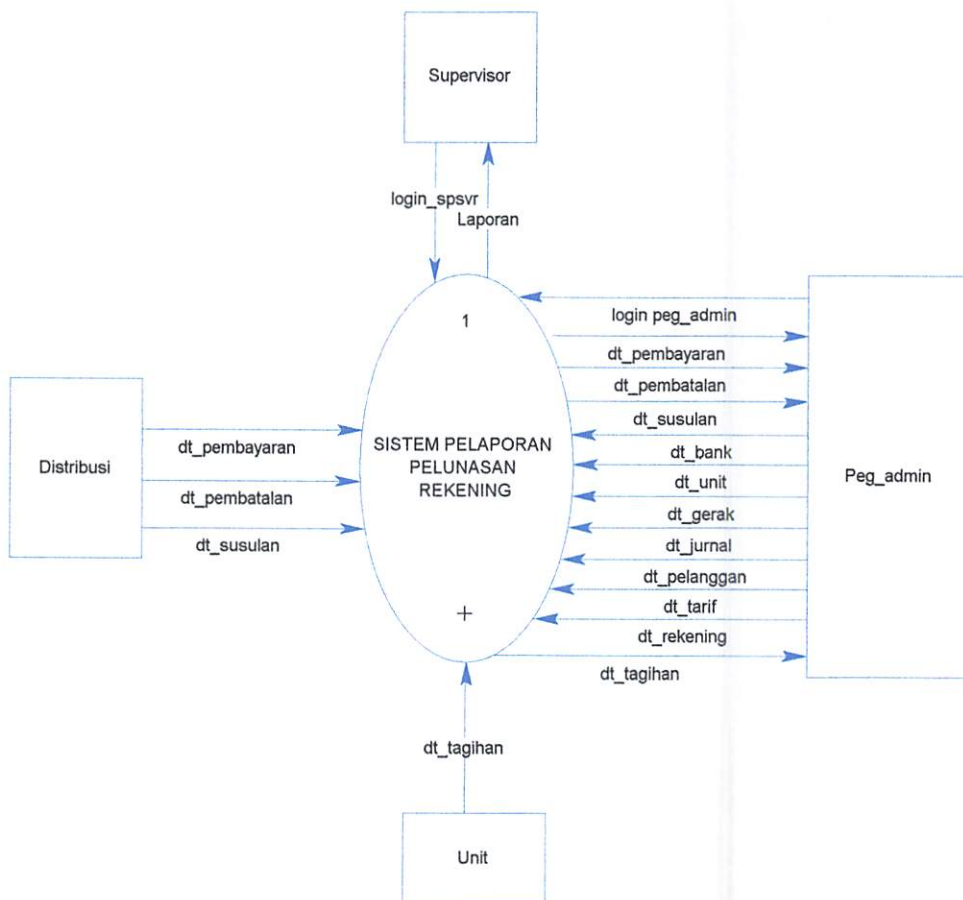 Supervisor
login_spsvr
Laporan
1
login peg_admin
dt_pembayaran
dt_pembatalan
dt_susulan
dt_bank
dt_unit
dt_gerak
dt_jurnal
dt_pelanggan
dt_tarif
dt_rekening
dt_tagihan
SISTEM PELAPORAN
PELUNASAN
REKENING
+
Peg_admin
Distribusi
dt_pembayaran
dt_pembatalan
dt_susulan
dt_tagihan
Unit